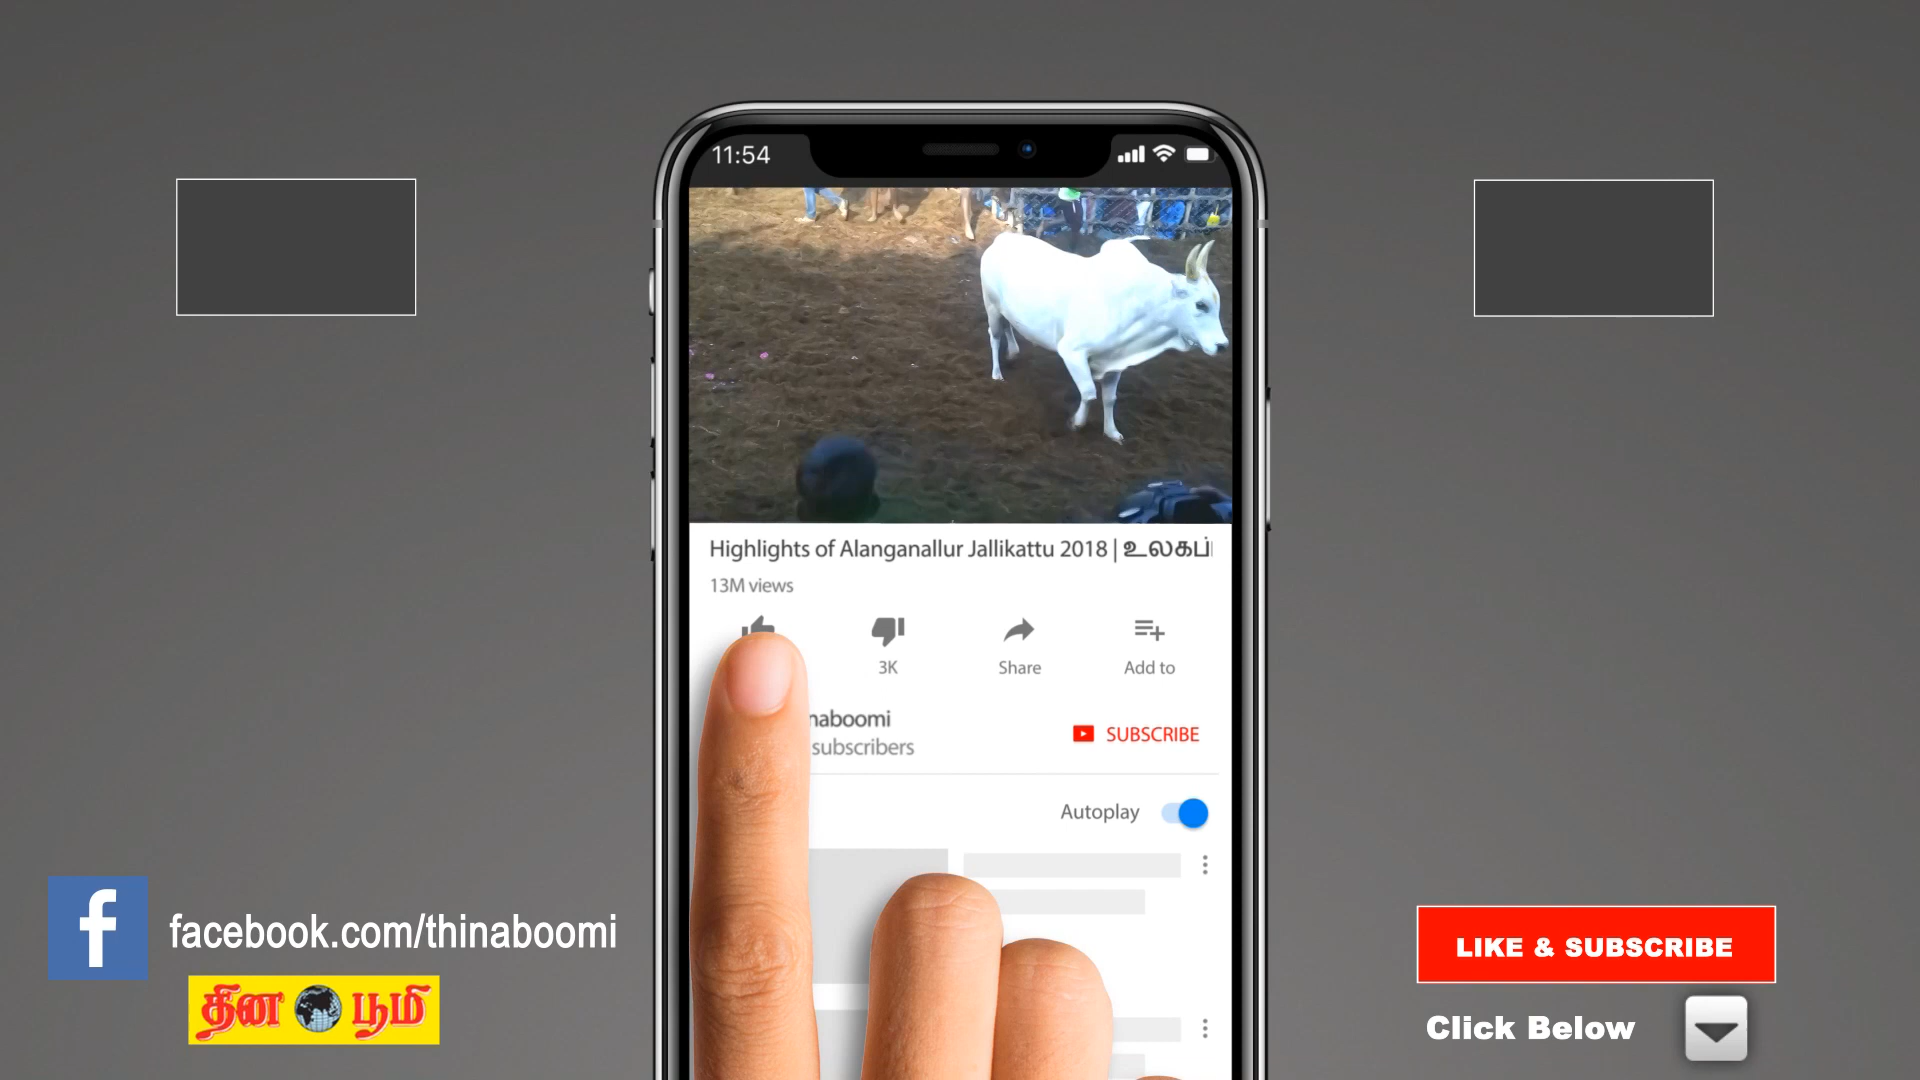 11:54
Highlights of Alanganallur Jallikattu 2018 | உலகப்
13M views
3K
Share
Add to
naboomi
SUBSCRIBE
subscribers
Autoplay
facebook.com/thinaboomi
தின பூமி
LIKE & SUBSCRIBE
Click Below